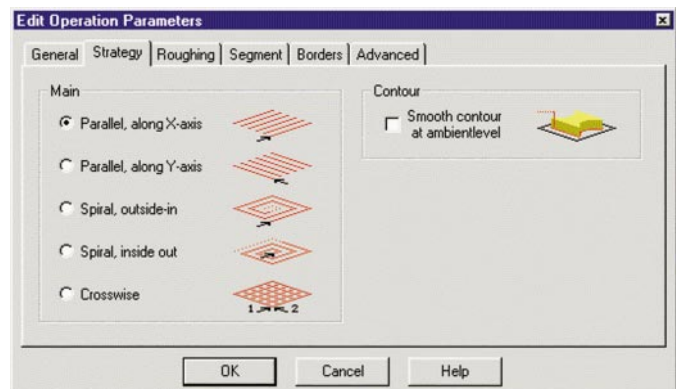 Edit Operation Parameters
General Strategy Roughing Segment Borders Advanced
Main
Parallel, along X-axis
Parallel, along Y-axis
Spiral, outside-in
Spiral, inside out
Crosswise
1 2
Contour
Smooth contour
at ambientlevel
OK Cancel Help